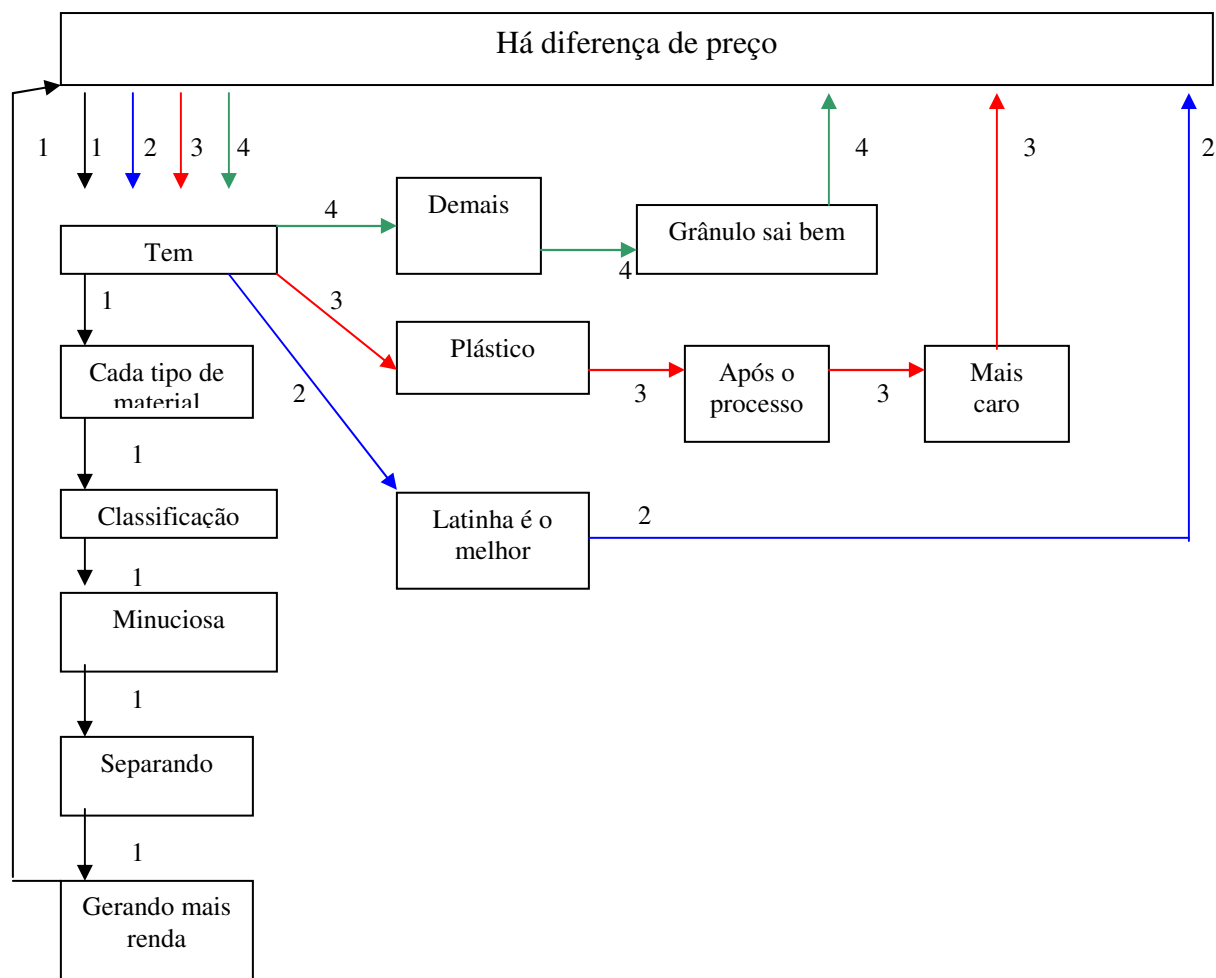 Há diferença de preço
1
1
2
3
4
4
3
2
4
Demais
Grânulo sai bem
Tem
4
1
3
Plástico
Cada tipo de
material
2
3
Após o
processo
3
Mais
caro
1
Classificação
Latinha é o
melhor
2
1
Minuciosa
1
Separando
1
Gerando mais
renda